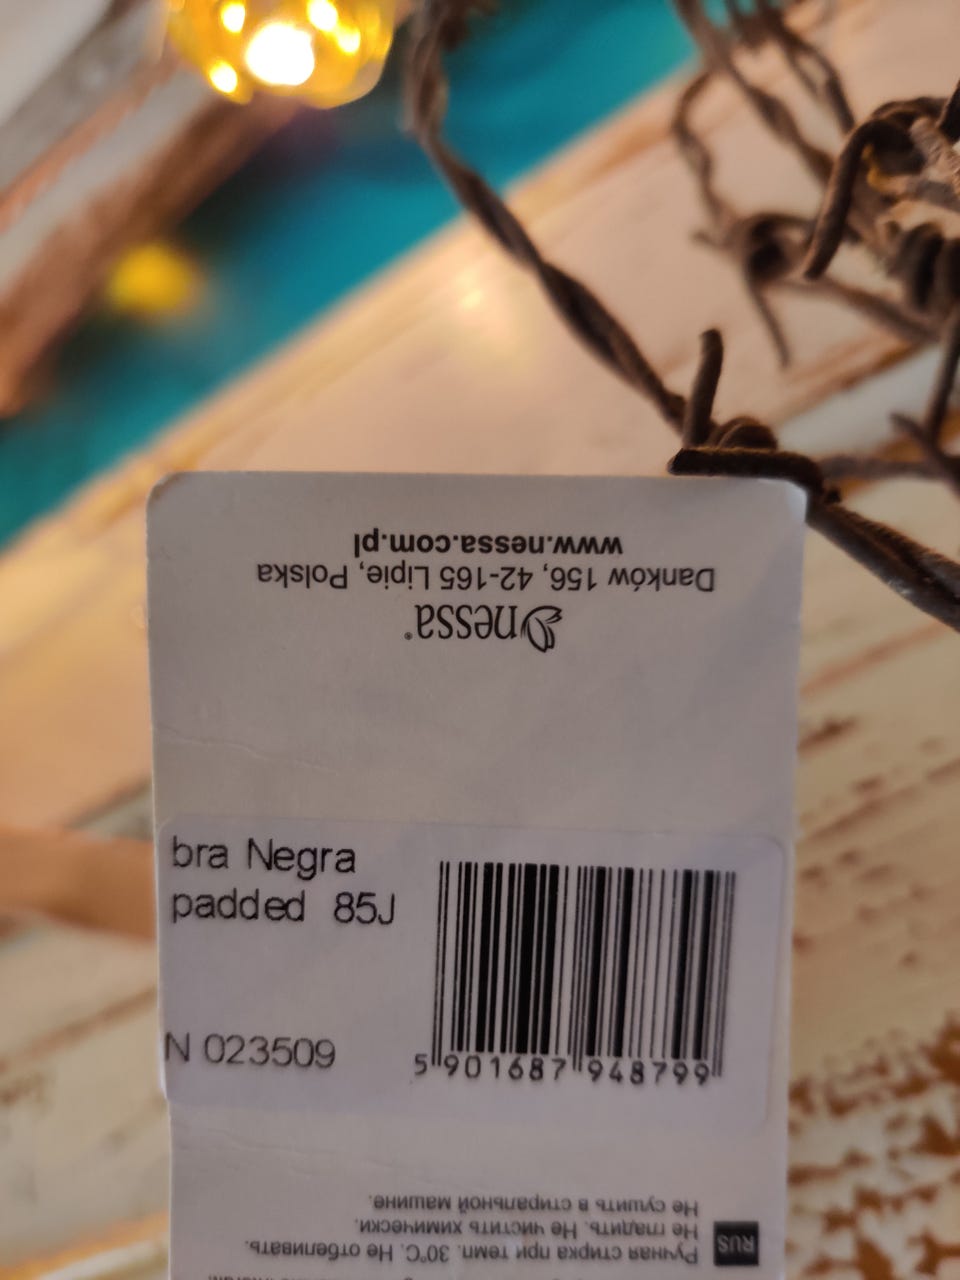 www.nessa.com.pl
Danków 156, 42-165 Lipie, Polska
nessa®
bra Negra
padded 85J
N 023509
5 901687 948799
Не сушить в стиральной машине.
Не гладить. Не чистить химически.
RUS Ручная стирка при темп. 30°C. Не отбеливать.